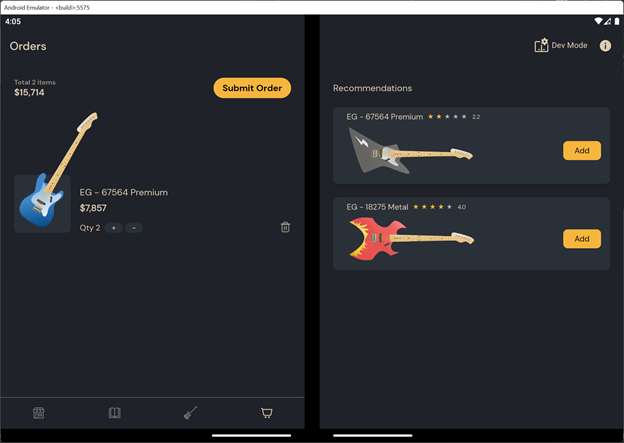 Android Emulator - <build>:5575
4:05
Orders
Total 2 items
$15,714
Submit Order
EG - 67564 Premium
$7,857
Qty 2 + -
Dev Mode
Recommendations
EG - 67564 Premium 2.2
Add
EG - 18275 Metal 4.0
Add